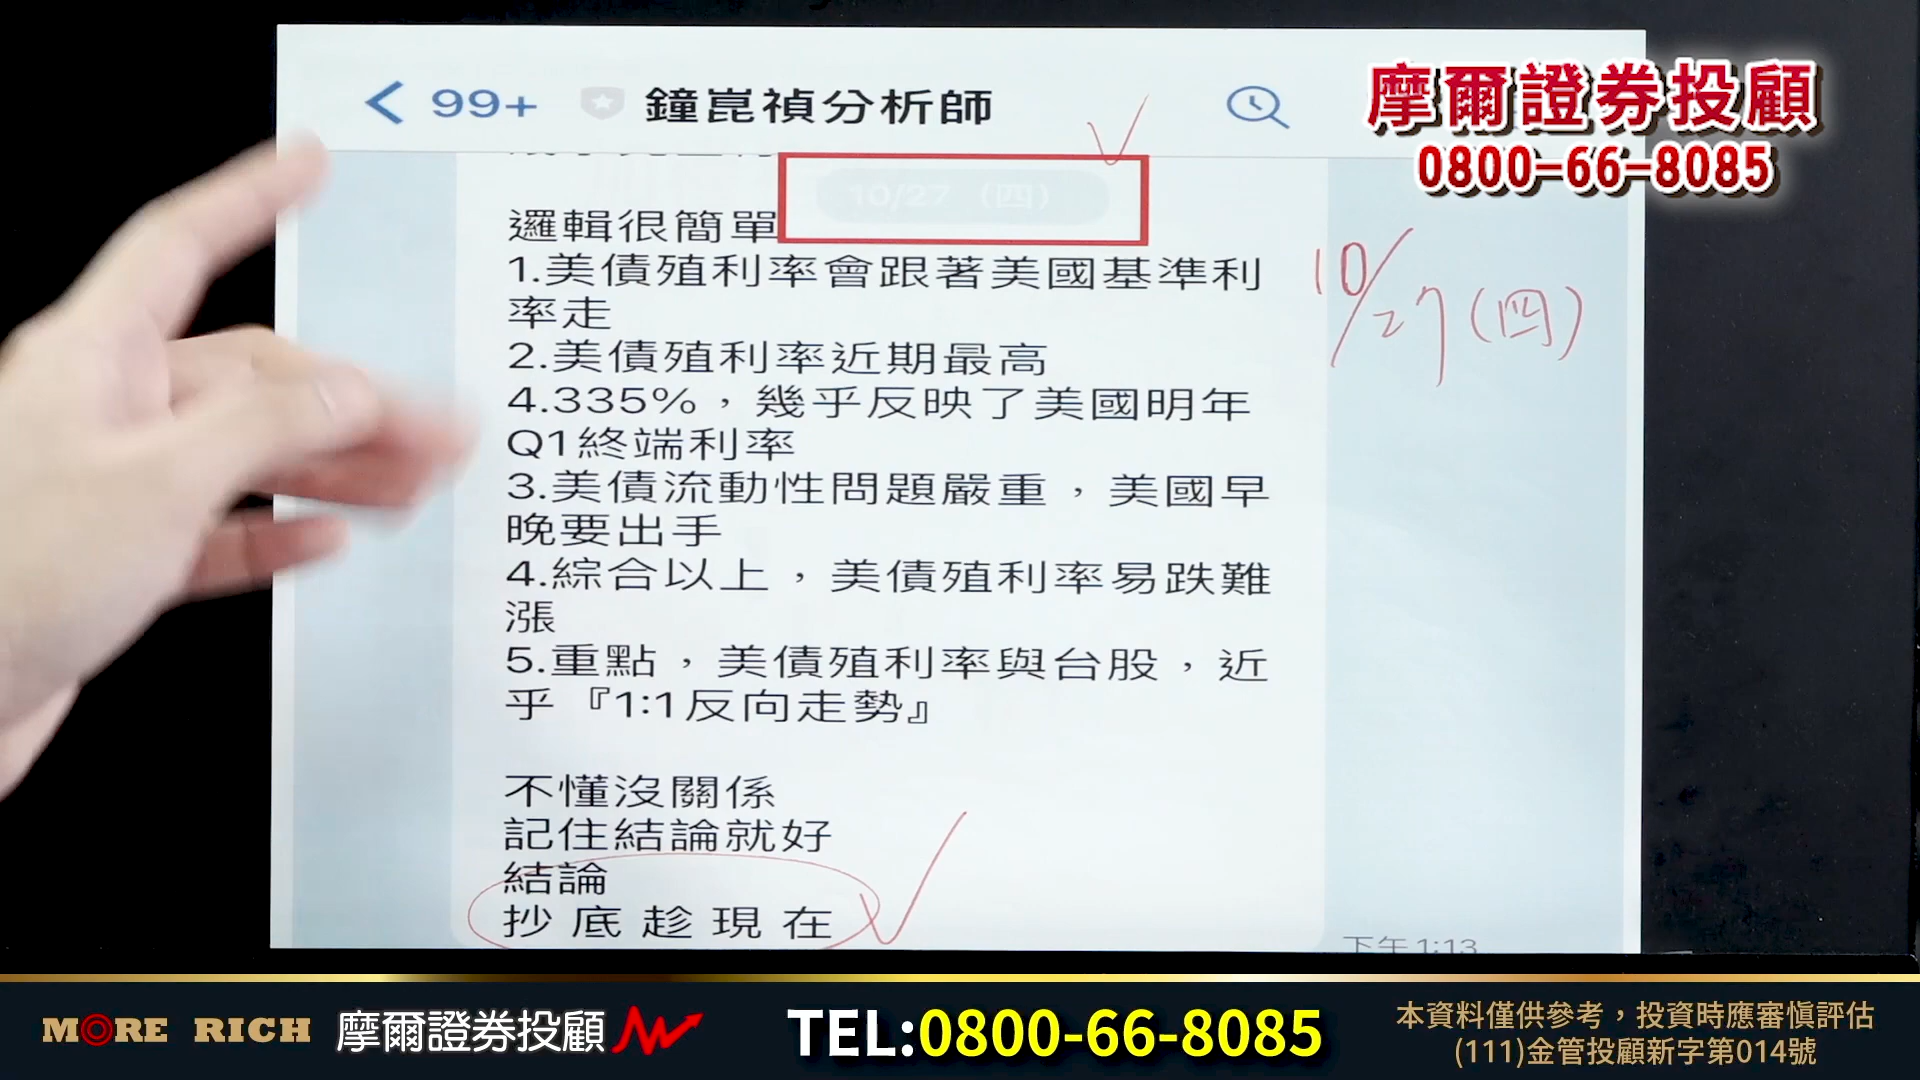 99+ 鐘崑禎分析師
摩爾證券投顧
0800-66-8085
10/27（四）
邏輯很簡單
1.美債殖利率會跟著美國基準利
率走
10/27(四)
2.美債殖利率近期最高
4.335%，幾乎反映了美國明年
Q1終端利率
3.美債流動性問題嚴重，美國早
晚要出手
4.綜合以上，美債殖利率易跌難
漲
5.重點，美債殖利率與台股，近
乎『1:1反向走勢』
不懂沒關係
記住結論就好
結論
抄底趁現在
下午1:13
MORE RICH 摩爾證券投顧
TEL:0800-66-8085
本資料僅供參考，投資時應審慎評估
(111)金管投顧新字第014號